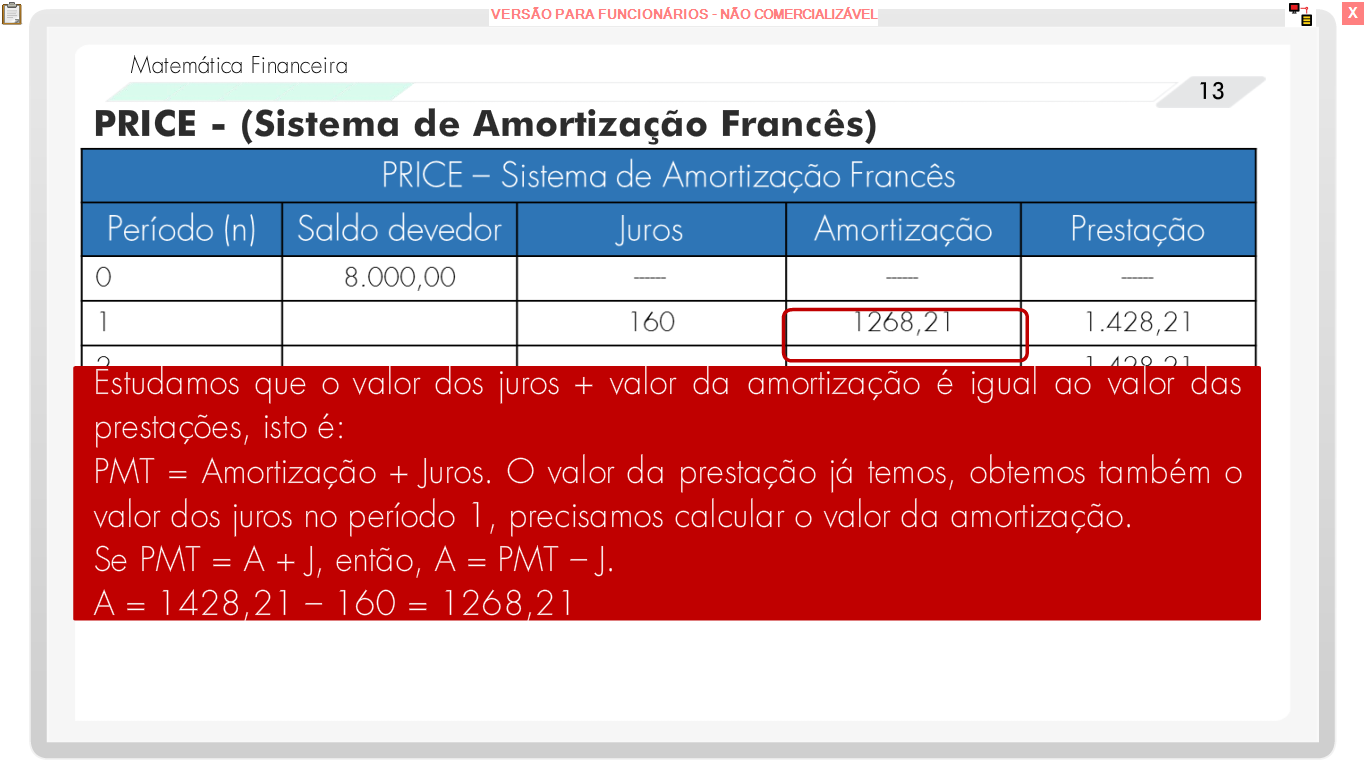 VERSÃO PARA FUNCIONÁRIOS - NÃO COMERCIALIZÁVEL
X
Matemática Financeira
13
PRICE - (Sistema de Amortização Francês)
PRICE – Sistema de Amortização Francês
Período (n) Saldo devedor Juros Amortização Prestação
0 8.000,00 ------ ------ ------
1 160 1268,21 1.428,21
2 1.428,21
Estudamos que o valor dos juros + valor da amortização é igual ao valor das
prestações, isto é:
PMT = Amortização + Juros. O valor da prestação já temos, obtemos também o
valor dos juros no período 1, precisamos calcular o valor da amortização.
Se PMT = A + J, então, A = PMT – J.
A = 1428,21 – 160 = 1268,21